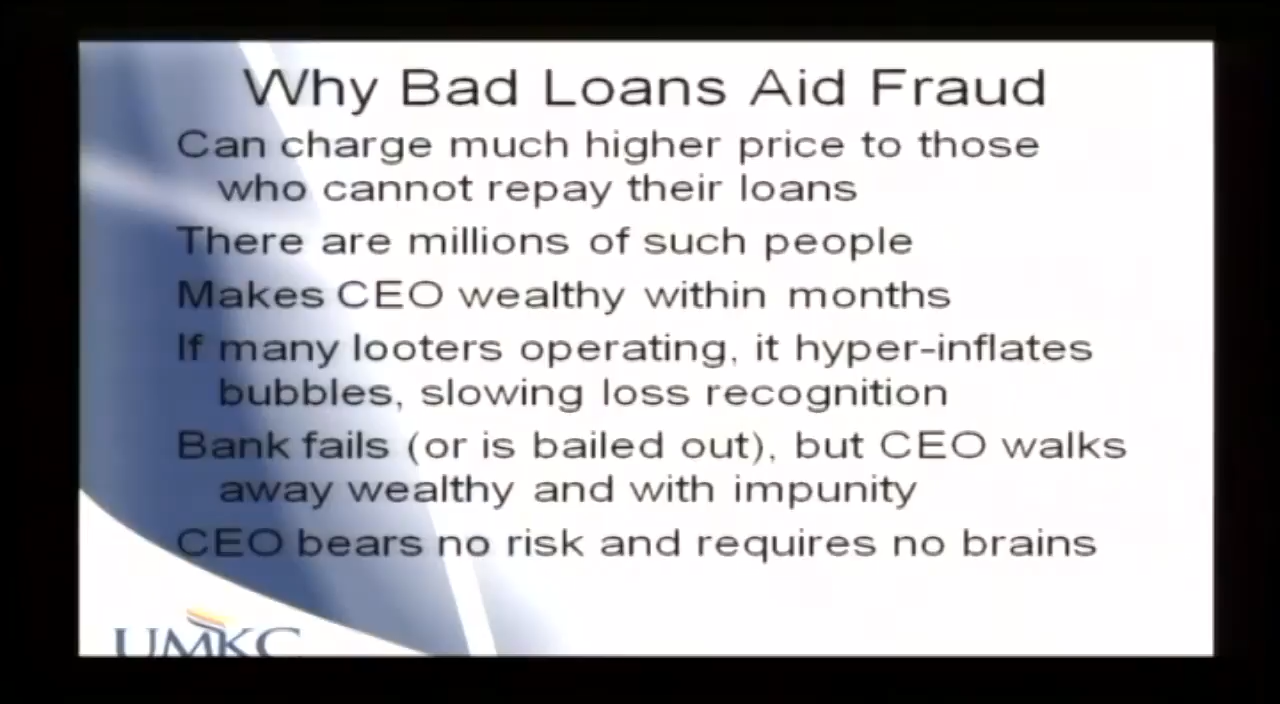 Why Bad Loans Aid Fraud
Can charge much higher price to those
who cannot repay their loans
There are millions of such people
Makes CEO wealthy within months
If many looters operating, it hyper-inflates
bubbles, slowing loss recognition
Bank fails (or is bailed out), but CEO walks
away wealthy and with impunity
CEO bears no risk and requires no brains
UMKC